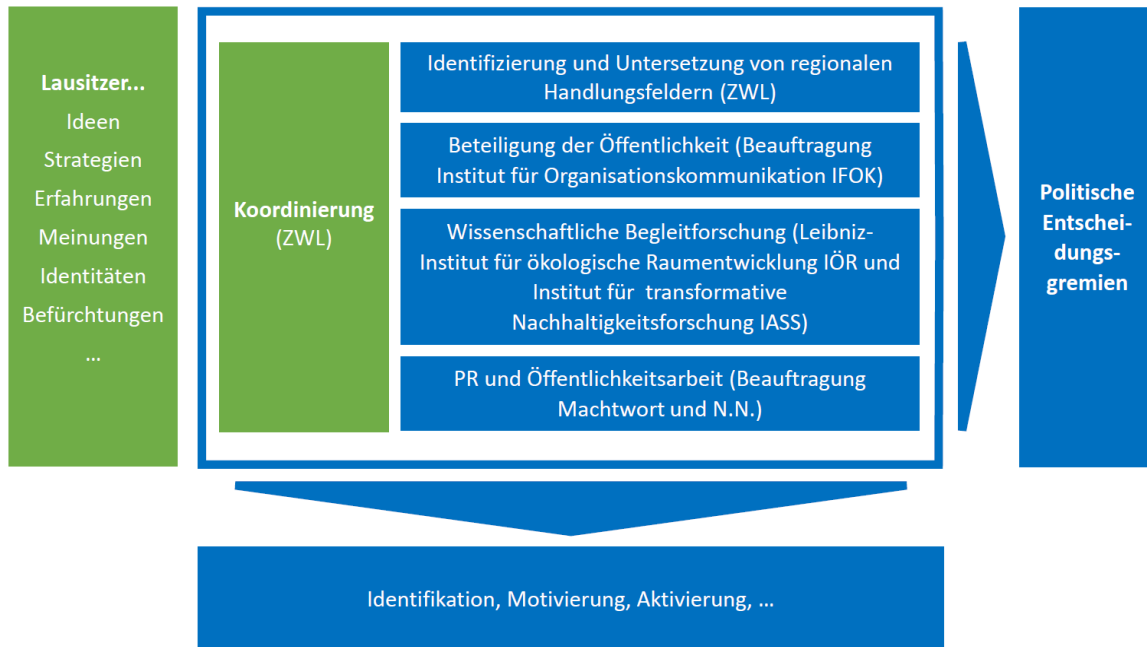 Lausitzer...
Ideen
Strategien
Erfahrungen
Meinungen
Identitäten
Befürchtungen
...
Koordinierung
(ZWL)
Identifizierung und Untersetzung von regionalen
Handlungsfeldern (ZWL)
Beteiligung der Öffentlichkeit (Beauftragung
Institut für Organisationskommunikation IFOK)
Wissenschaftliche Begleitforschung (Leibniz-
Institut für ökologische Raumentwicklung IÖR und
Institut für transformative
Nachhaltigkeitsforschung IASS)
PR und Öffentlichkeitsarbeit (Beauftragung
Machtwort und N.N.)
Politische
Entschei-
dungs-
gremien
Identifikation, Motivierung, Aktivierung, ...